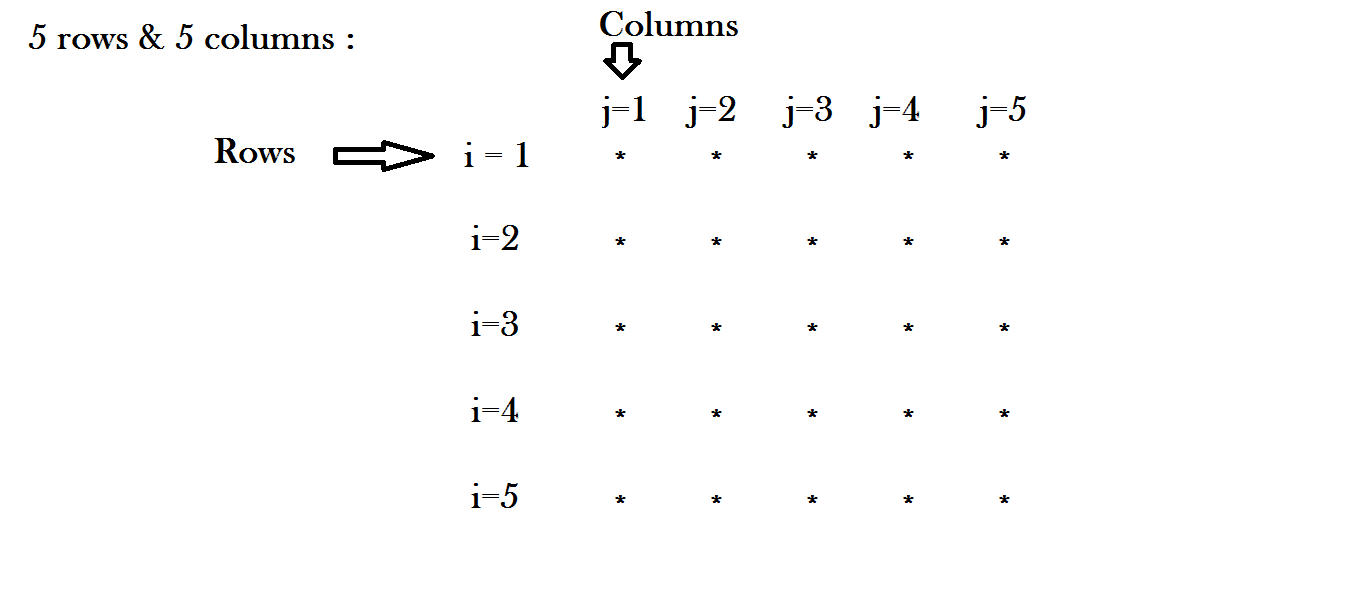 5 rows & 5 columns :
Columns
j=1 j=2 j=3 j=4 j=5
Rows i = 1 * * * * *
i=2 * * * * *
i=3 * * * * *
i=4 * * * * *
i=5 * * * * *